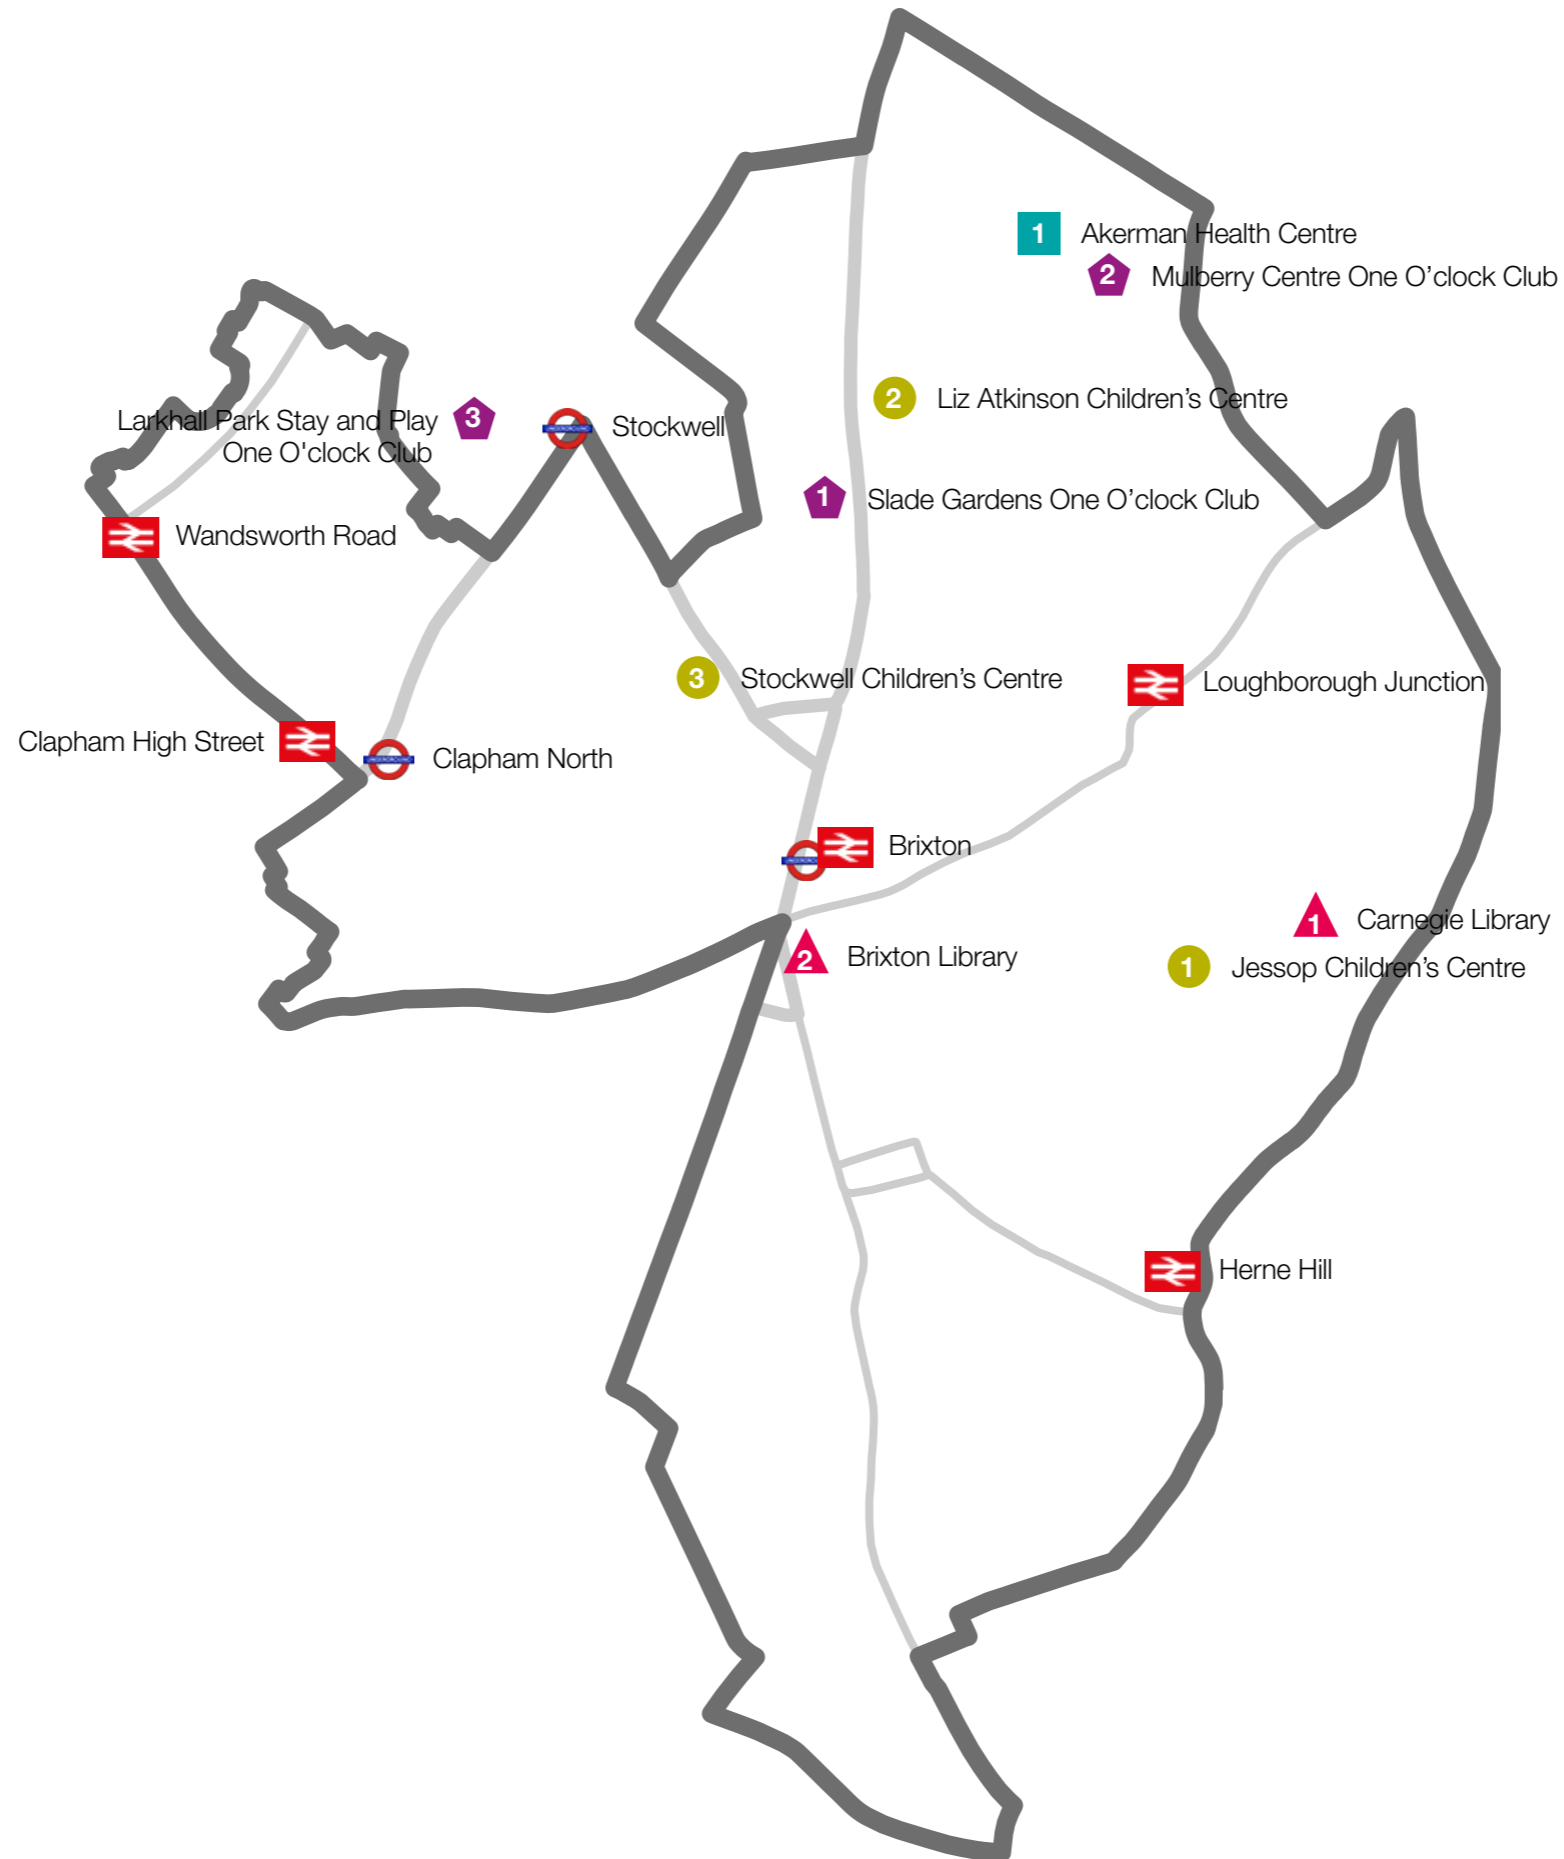 1 Akerman Health Centre
2 Mulberry Centre One O’clock Club
2 Liz Atkinson Children’s Centre
Larkhall Park Stay and Play 3
One O'clock Club
Stockwell
1 Slade Gardens One O’clock Club
Wandsworth Road
3 Stockwell Children’s Centre
Loughborough Junction
Clapham High Street
Clapham North
Brixton
1 Carnegie Library
2 Brixton Library
1 Jessop Children’s Centre
Herne Hill